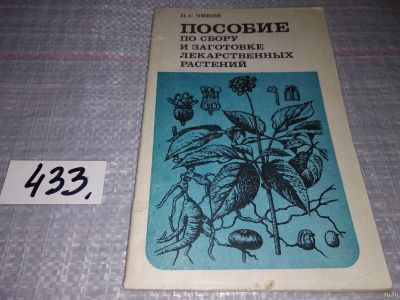 П. С. ЧИКОВ
ПОСОБИЕ
ПО СБОРУ
И ЗАГОТОВКЕ
ЛЕКАРСТВЕННЫХ
РАСТЕНИЙ
433,